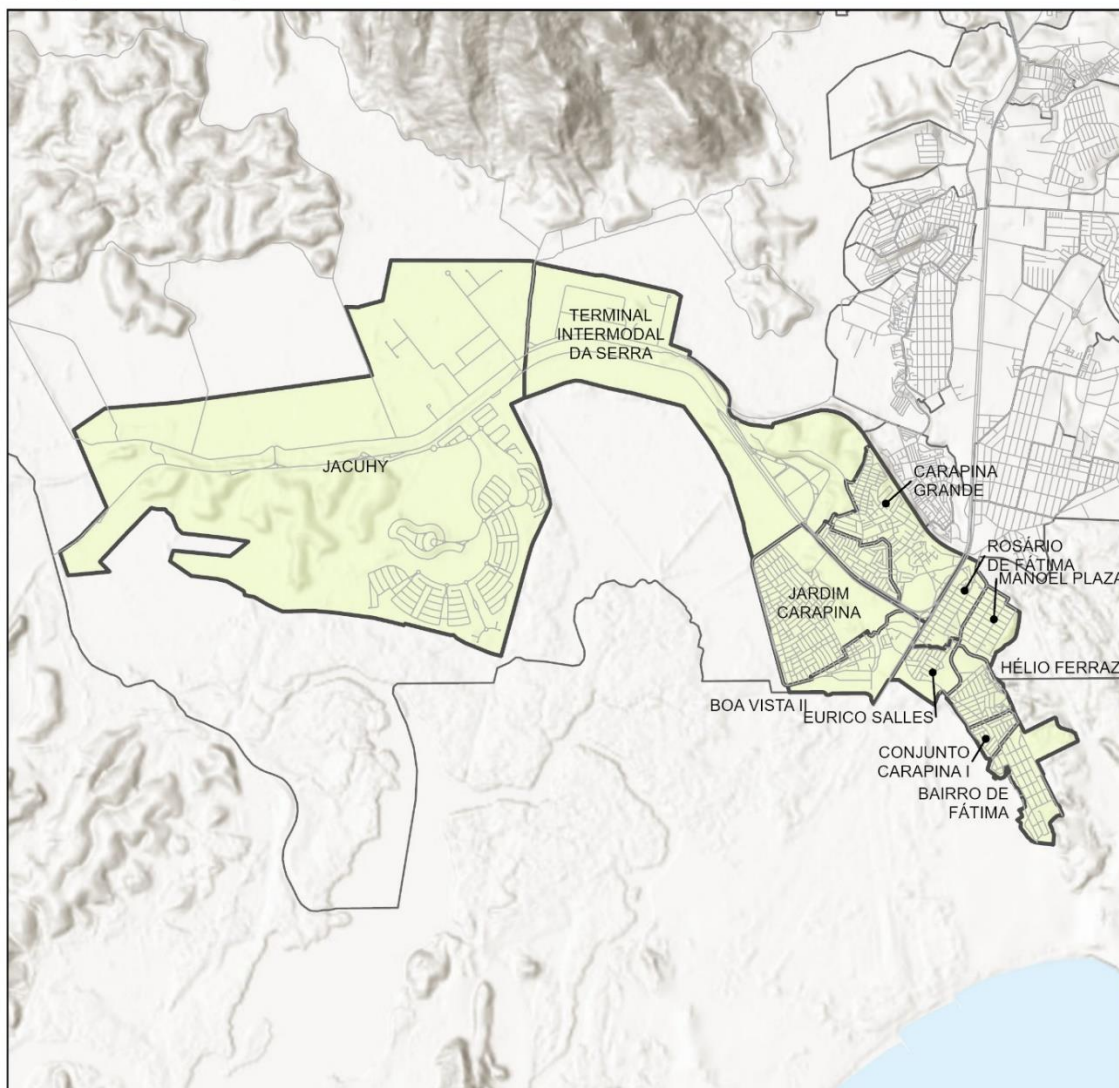 TERMINAL
INTERMODAL
DA SERRA
JACUHY
CARAPINA
GRANDE
ROSÁRIO
DE FÁTIMA
MANOEL PLAZA
JARDIM
CARAPINA
HÉLIO FERRAZ
BOA VISTA II
EURICO SALLES
CONJUNTO
CARAPINA I
BAIRRO DE
FÁTIMA